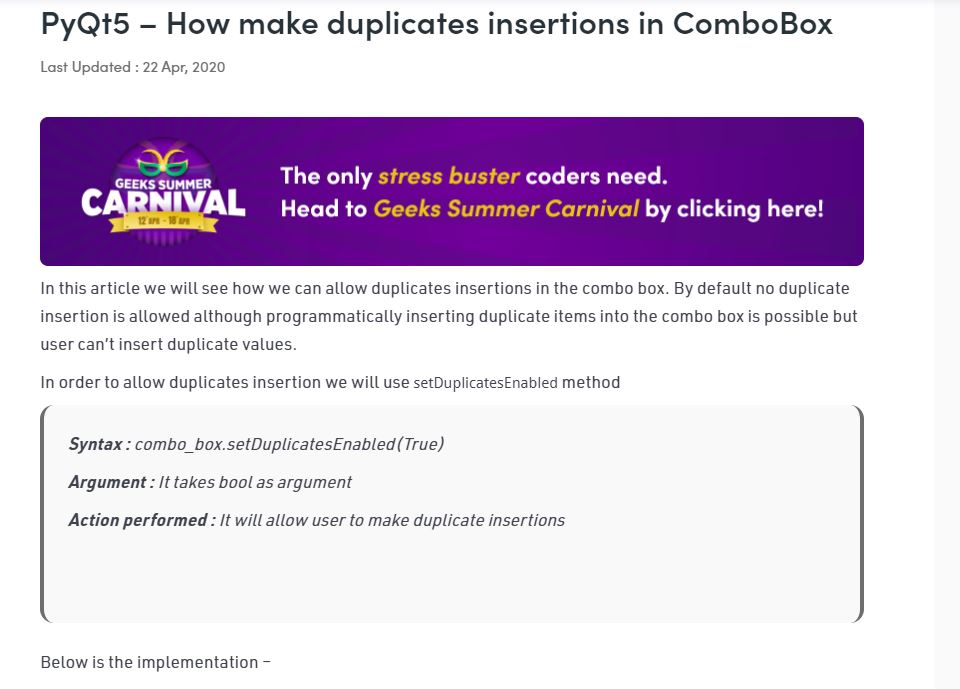 PyQt5 – How make duplicates insertions in ComboBox
Last Updated : 22 Apr, 2020
GEEKS SUMMER
CARNIVAL
12 APR - 18 APR
The only stress buster coders need.
Head to Geeks Summer Carnival by clicking here!
In this article we will see how we can allow duplicates insertions in the combo box. By default no duplicate
insertion is allowed although programmatically inserting duplicate items into the combo box is possible but
user can’t insert duplicate values.
In order to allow duplicates insertion we will use setDuplicatesEnabled method
Syntax : combo_box.setDuplicatesEnabled(True)
Argument : It takes bool as argument
Action performed : It will allow user to make duplicate insertions
Below is the implementation –